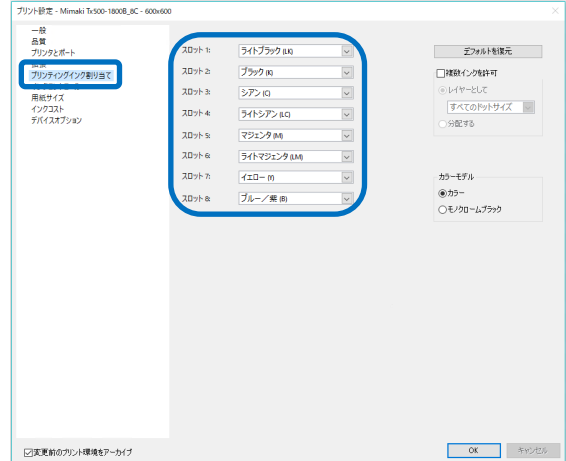 プリント設定 - Mimaki Tx500-1800B_8C - 600x600
一般
品質
プリンタとポート
プリンティングインク割り当て
用紙サイズ
インクコスト
デバイスオプション
スロット 1: ライトブラック (LK)
スロット 2: ブラック (K)
スロット 3: シアン (C)
スロット 4: ライトシアン (LC)
スロット 5: マジェンタ (M)
スロット 6: ライトマジェンタ (LM)
スロット 7: イエロー (Y)
スロット 8: ブルー／紫 (B)
デフォルトを復元
複数インクを許可
レイヤーとして
すべてのドットサイズ
分配する
カラーモデル
カラー
モノクロームブラック
変更前のプリント環境をアーカイブ
OK キャンセル